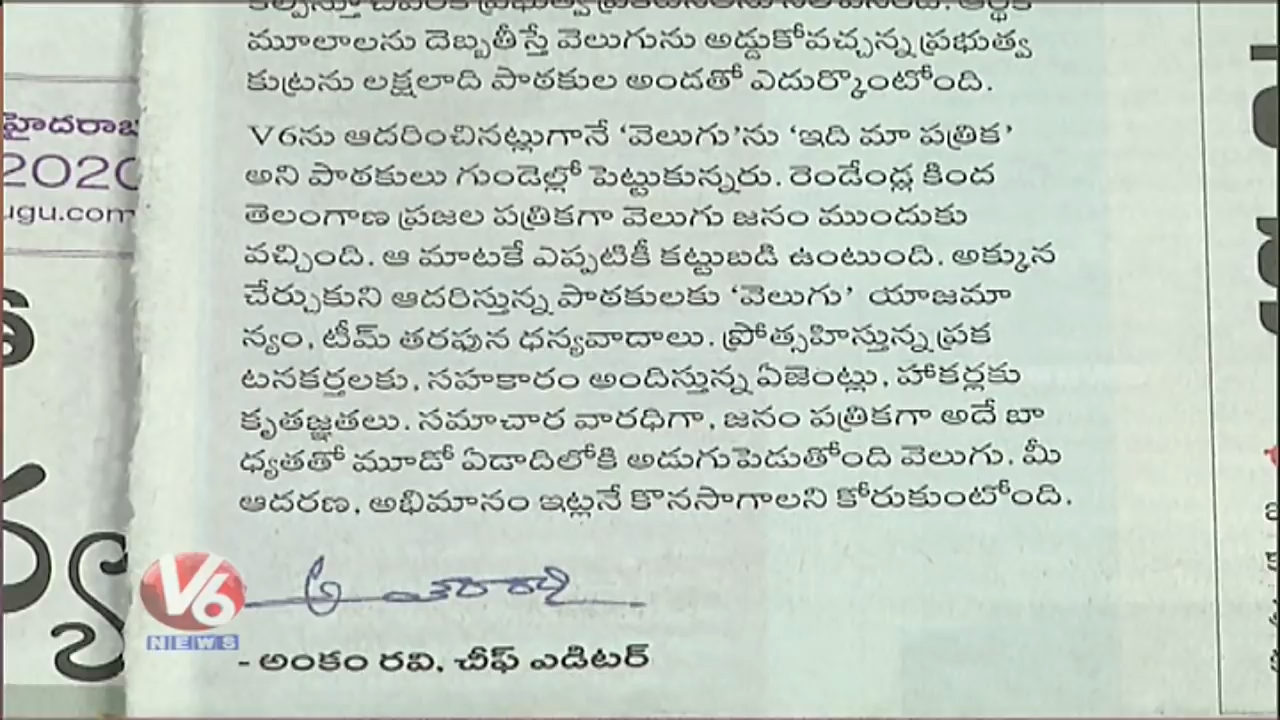 మూలాలను దెబ్బతీస్తే వెలుగును అడ్డుకోవచ్చన్న ప్రభుత్వ
కుట్రను లక్షలాది పాఠకుల అండతో ఎదుర్కొంటోంది.
V6ను ఆదరించినట్లుగానే ‘వెలుగు’ను ‘ఇది మా పత్రిక’
అని పాఠకులు గుండెల్లో పెట్టుకున్నరు. రెండేండ్ల కింద
తెలంగాణ ప్రజల పత్రికగా వెలుగు జనం ముందుకు
వచ్చింది. ఆ మాటకే ఎప్పటికీ కట్టుబడి ఉంటుంది. అక్కున
చేర్చుకుని ఆదరిస్తున్న పాఠకులకు ‘వెలుగు’ యాజమా
న్యం, టీమ్ తరఫున ధన్యవాదాలు. ప్రోత్సహిస్తున్న ప్రక
టనకర్తలకు, సహకారం అందిస్తున్న ఏజెంట్లు, హాకర్లకు
కృతజ్ఞతలు. సమాచార వారధిగా, జనం పత్రికగా అదే బా
ధ్యతతో మూడో ఏడాదిలోకి అడుగుపెడుతోంది వెలుగు. మీ
ఆదరణ, అభిమానం ఇట్లనే కొనసాగాలని కోరుకుంటోంది.
- అంకం రవి, చీఫ్ ఎడిటర్
హైదరాబ
2020
ugu.com
V6
NEWS